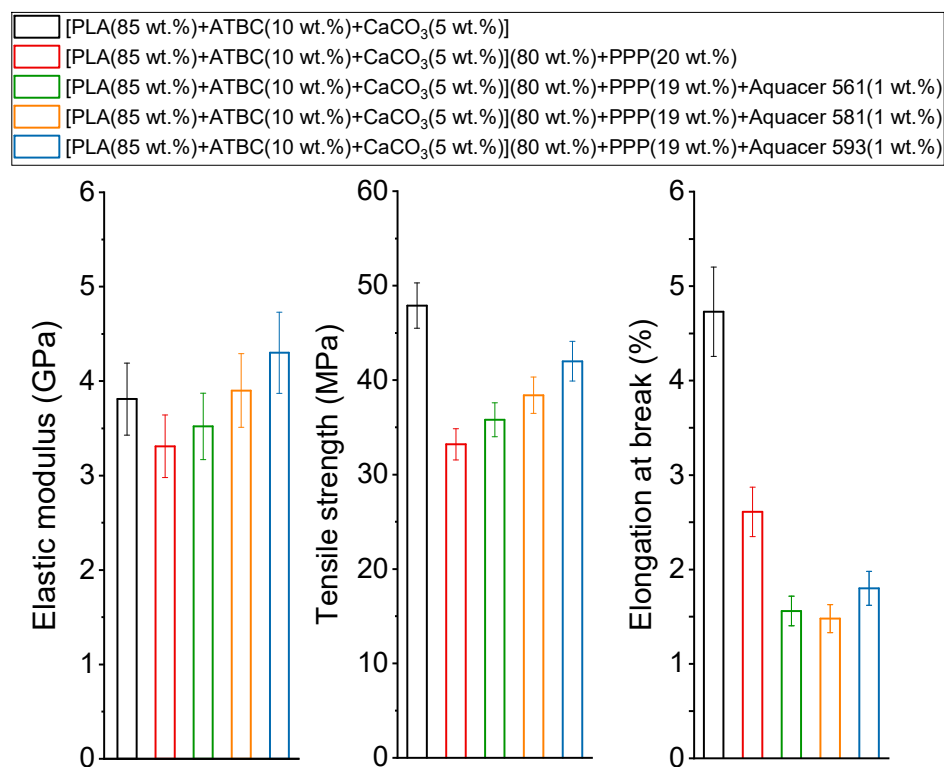 [PLA(85 wt.%)+ATBC(10 wt.%)+CaCO₃(5 wt.%)]
[PLA(85 wt.%)+ATBC(10 wt.%)+CaCO₃(5 wt.%)](80 wt.%)+PPP(20 wt.%)
[PLA(85 wt.%)+ATBC(10 wt.%)+CaCO₃(5 wt.%)](80 wt.%)+PPP(19 wt.%)+Aquacer 561(1 wt.%)
[PLA(85 wt.%)+ATBC(10 wt.%)+CaCO₃(5 wt.%)](80 wt.%)+PPP(19 wt.%)+Aquacer 581(1 wt.%)
[PLA(85 wt.%)+ATBC(10 wt.%)+CaCO₃(5 wt.%)](80 wt.%)+PPP(19 wt.%)+Aquacer 593(1 wt.%)
Elastic modulus (GPa)
6
5
4
3
2
1
0
Tensile strength (MPa)
60
50
40
30
20
10
0
Elongation at break (%)
6
5
4
3
2
1
0